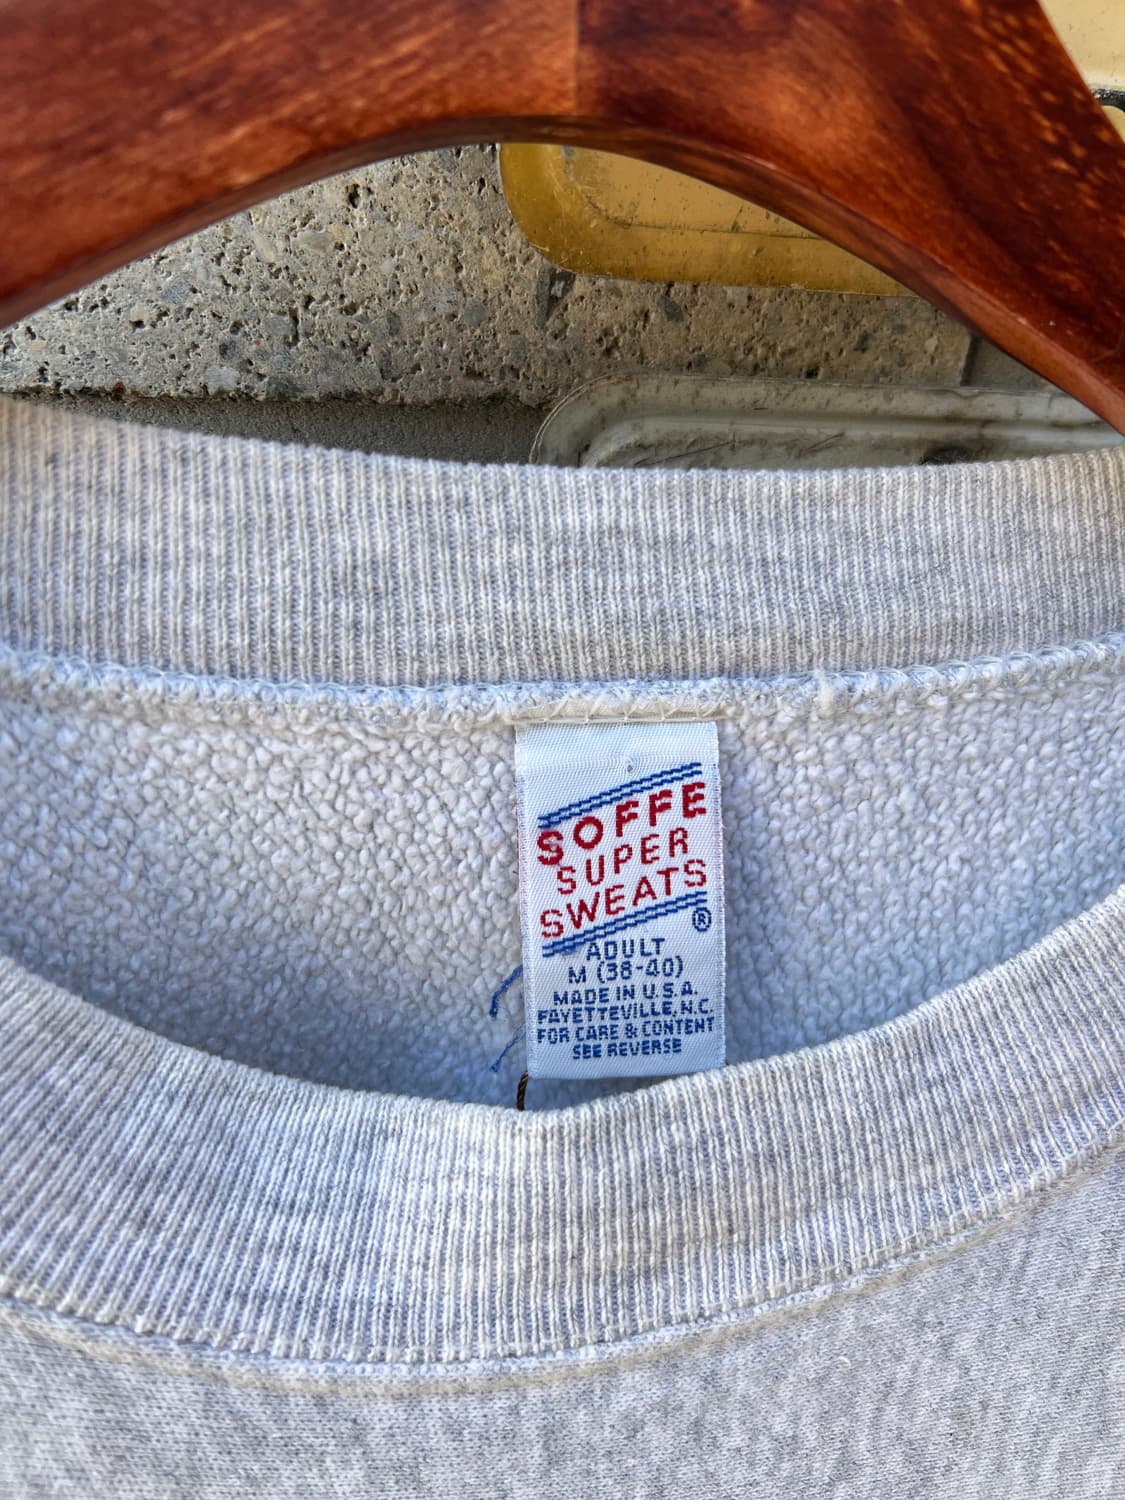 SOFFE
SUPER
SWEATS
®
ADULT
M (38-40)
MADE IN U.S.A.
FAYETTEVILLE, N.C.
FOR CARE & CONTENT
SEE REVERSE